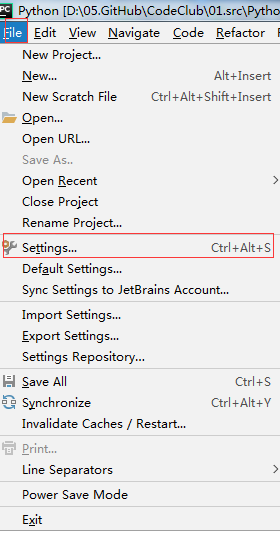 PC Python [D:\05.GitHub\CodeClub\01.src\Pytho
File Edit View Navigate Code Refactor
New Project...
New... Alt+Insert
New Scratch File Ctrl+Alt+Shift+Insert
Open...
Open URL...
Save As..
Open Recent
Close Project
Rename Project...
Settings... Ctrl+Alt+S
Default Settings...
Sync Settings to JetBrains Account...
Import Settings...
Export Settings...
Settings Repository...
Save All Ctrl+S
Synchronize Ctrl+Alt+Y
Invalidate Caches / Restart...
Print...
Line Separators
Power Save Mode
Exit